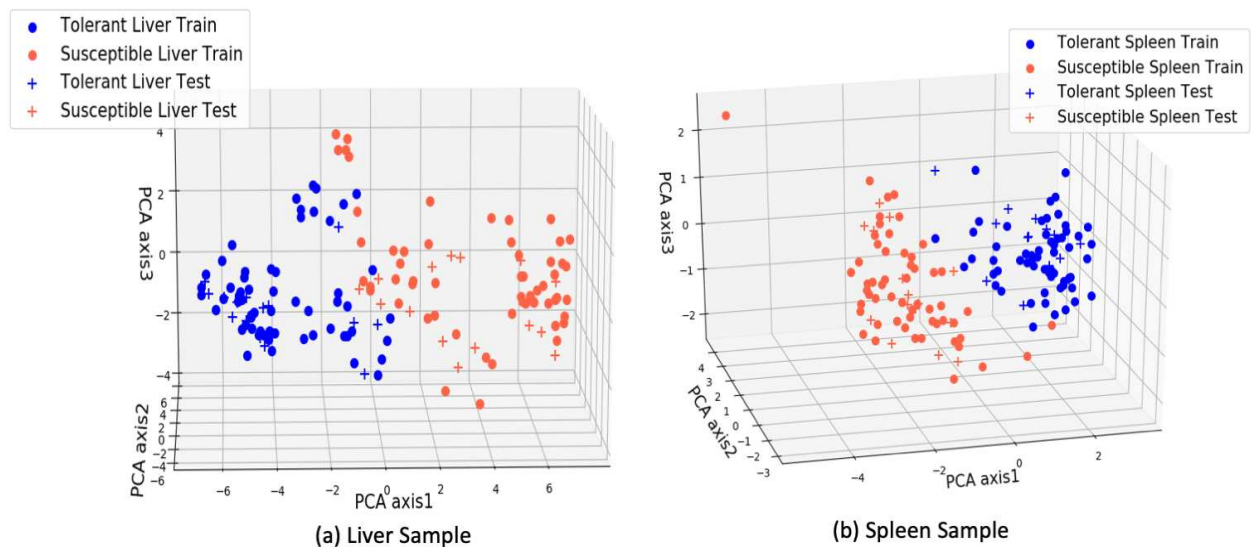 Tolerant Liver Train
Susceptible Liver Train
Tolerant Liver Test
Susceptible Liver Test
4
2
0
−2
−4
PCA axis3
6
4
2
0
−2
−4
PCA axis2
−6
−4
−2
0
2
4
6
PCA axis1
(a) Liver Sample
Tolerant Spleen Train
Susceptible Spleen Train
Tolerant Spleen Test
Susceptible Spleen Test
2
1
0
−1
−2
PCA axis3
4
3
2
1
0
−1
−2
−3
PCA axis2
−4
−2
0
2
PCA axis1
(b) Spleen Sample